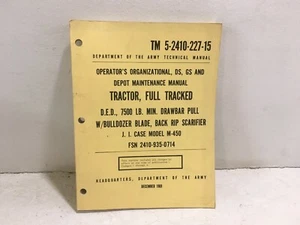 TM 5-2410-227-15
DEPARTMENT OF THE ARMY TECHNICAL MANUAL
OPERATOR'S ORGANIZATIONAL, DS, GS AND
DEPOT MAINTENANCE MANUAL
TRACTOR, FULL TRACKED
D.E.D., 7500 LB. MIN. DRAWBAR PULL
W/BULLDOZER BLADE, BACK RIP SCARIFIER
J. I. CASE MODEL M-450
FSN 2410-935-0714
HEADQUARTERS, DEPARTMENT OF THE ARMY
DECEMBER